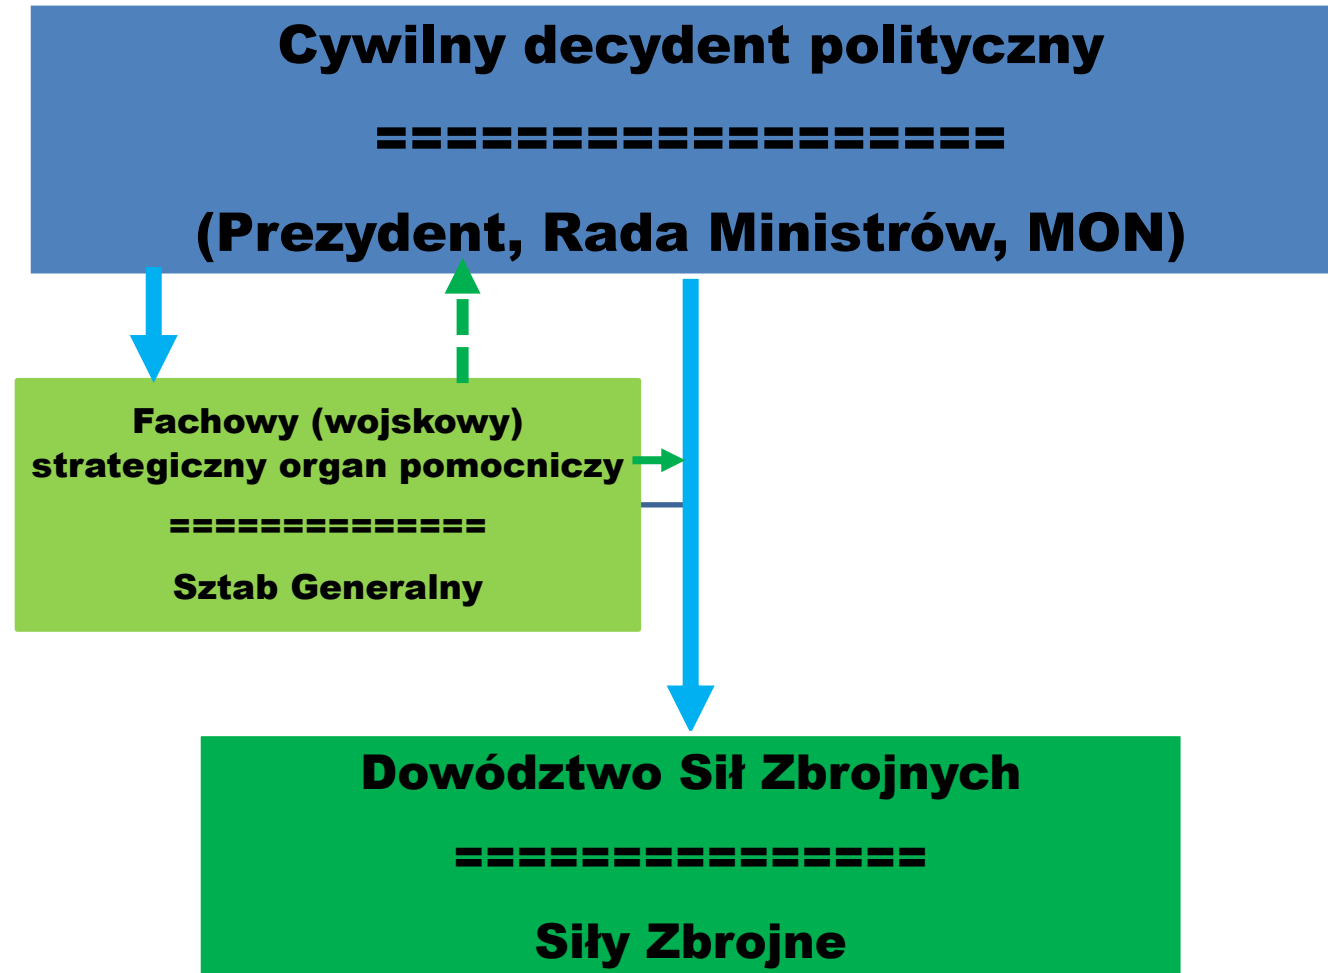 Cywilny decydent polityczny
==================
(Prezydent, Rada Ministrów, MON)
Fachowy (wojskowy)
strategiczny organ pomocniczy
==============
Sztab Generalny
Dowództwo Sił Zbrojnych
===============
Siły Zbrojne